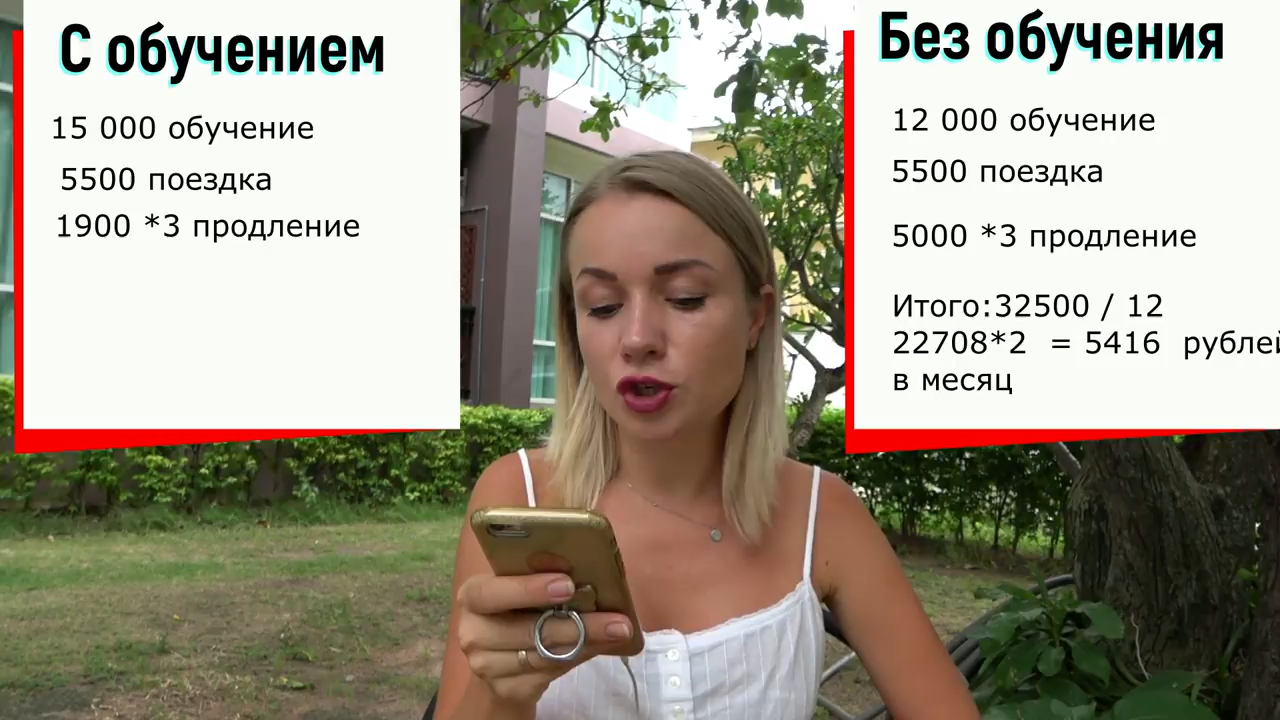 С обучением
15 000 обучение
5500 поездка
1900 *3 продление
Без обучения
12 000 обучение
5500 поездка
5000 *3 продление
Итого:32500 / 12
22708*2 = 5416 рублей
в месяц